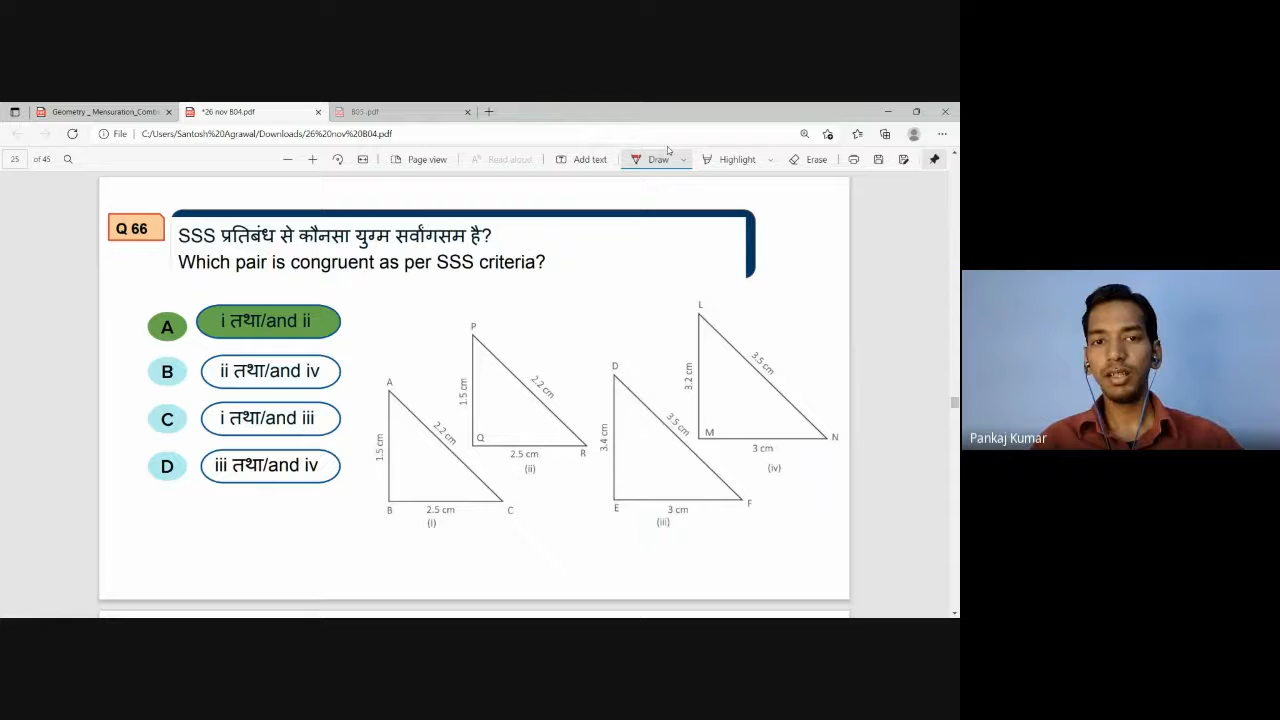 Geometry _ Mensuration_Comb
*26 nov B04.pdf
B05 .pdf
File
C:/Users/Santosh%20Agrawal/Downloads/26%20nov%20B04.pdf
25 of 45
Page view
Read aloud
Add text
Draw
Highlight
Erase
Q 66
SSS प्रतिबंध से कौनसा युग्म सर्वांगसम है?
Which pair is congruent as per SSS criteria?
A i तथा/and ii
B ii तथा/and iv
C i तथा/and iii
D iii तथा/and iv
A
1.5 cm
2.2 cm
B 2.5 cm C
(i)
P
1.5 cm
2.2 cm
Q
2.5 cm R
(ii)
D
3.4 cm
3.5 cm
E 3 cm F
(iii)
L
3.2 cm
3.5 cm
M N
3 cm
(iv)
Pankaj Kumar